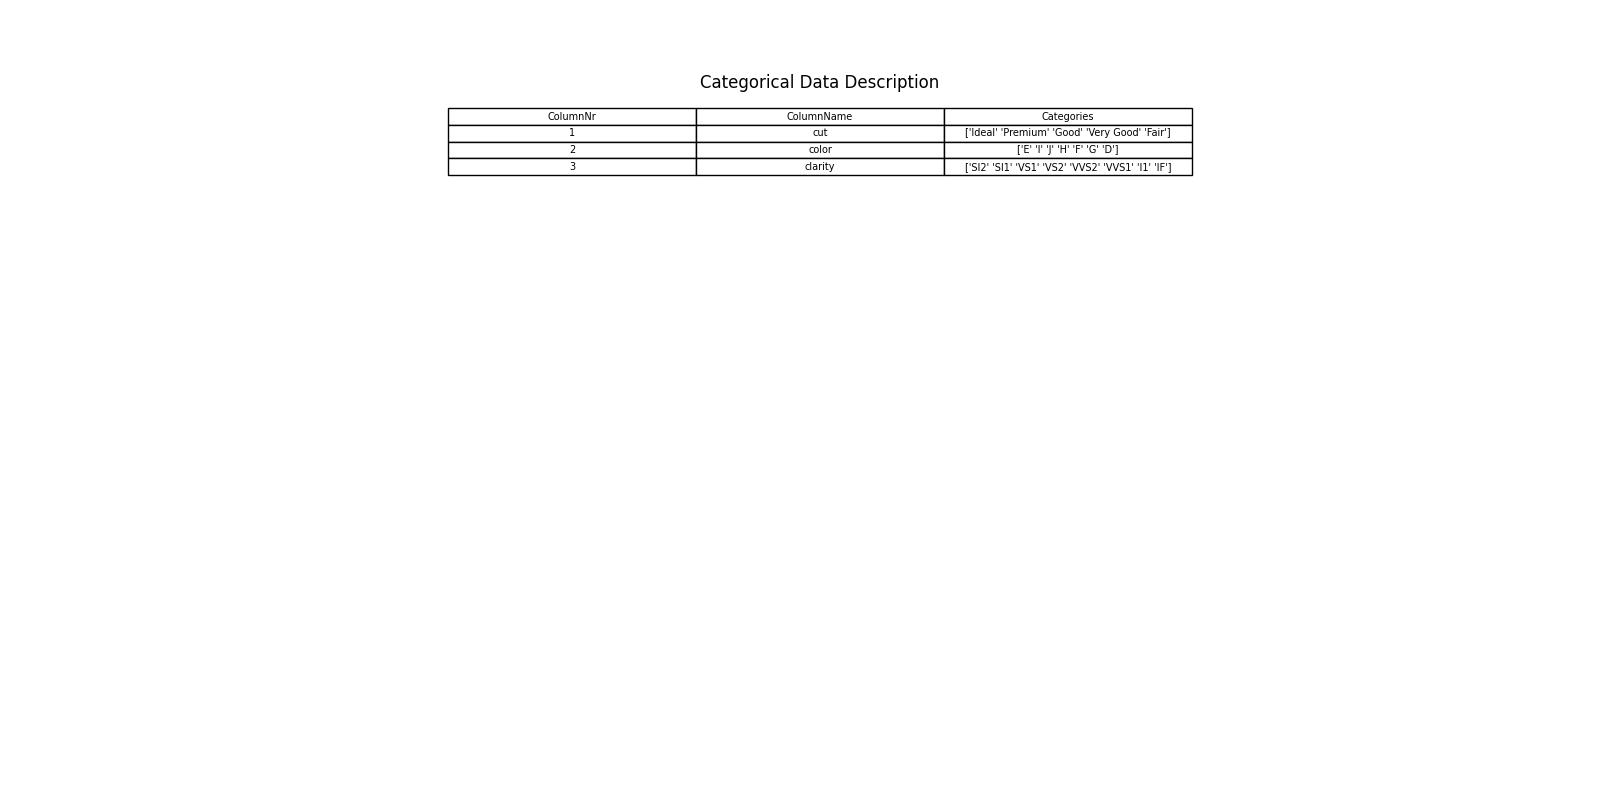 Categorical Data Description
ColumnNr ColumnName Categories
1 cut ['Ideal' 'Premium' 'Good' 'Very Good' 'Fair']
2 color ['E' 'I' 'J' 'H' 'F' 'G' 'D']
3 clarity ['SI2' 'SI1' 'VS1' 'VS2' 'VVS2' 'VVS1' 'I1' 'IF']